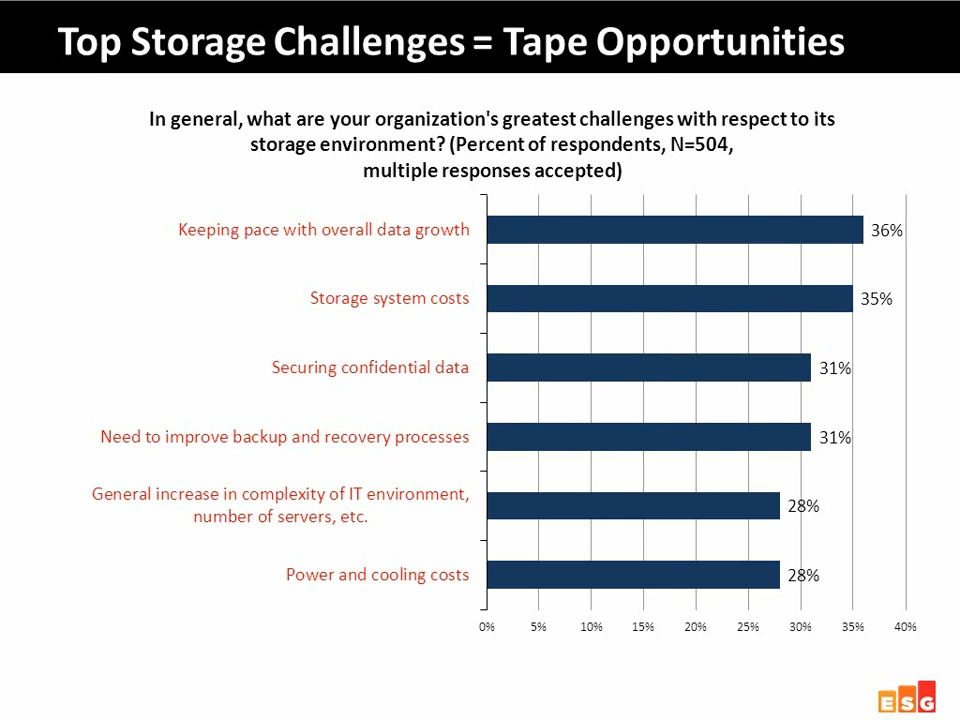 Top Storage Challenges = Tape Opportunities
In general, what are your organization's greatest challenges with respect to its
storage environment? (Percent of respondents, N=504,
multiple responses accepted)
Keeping pace with overall data growth
36%
Storage system costs
35%
Securing confidential data
31%
Need to improve backup and recovery processes
31%
General increase in complexity of IT environment,
number of servers, etc.
28%
Power and cooling costs
28%
0% 5% 10% 15% 20% 25% 30% 35% 40%
ESG